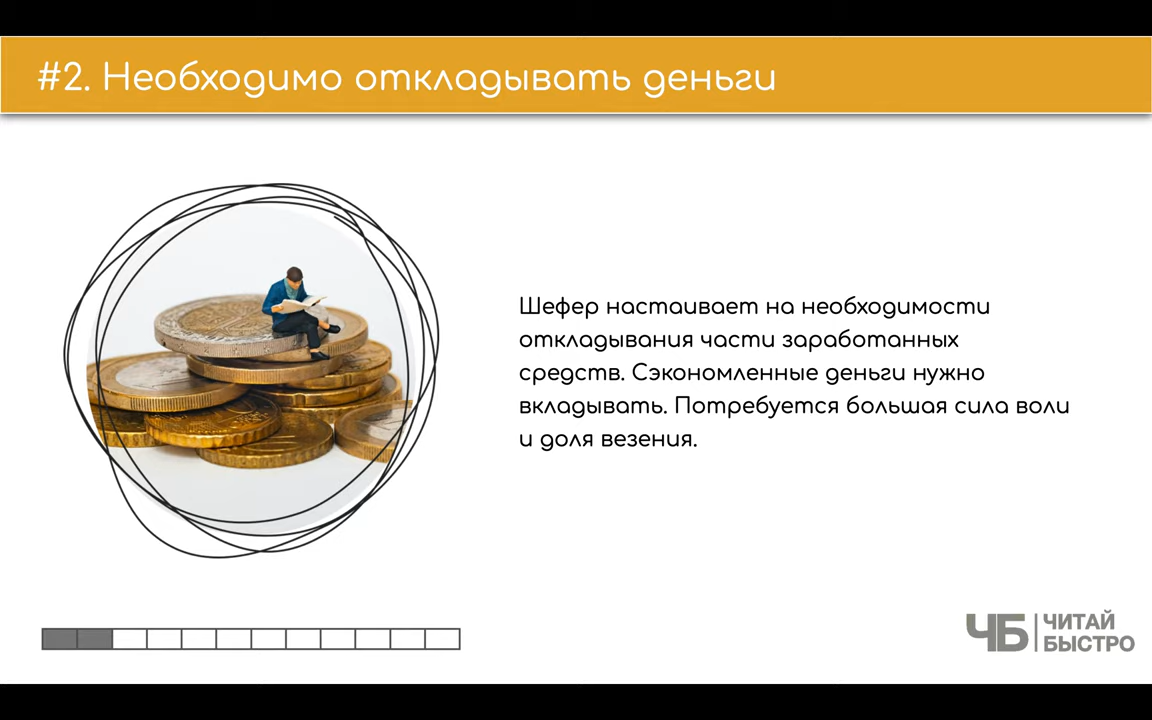 #2. Необходимо откладывать деньги
Шефер настаивает на необходимости
откладывания части заработанных
средств. Сэкономленные деньги нужно
вкладывать. Потребуется большая сила воли
и доля везения.
ЧБ ЧИТАЙ
БЫСТРО